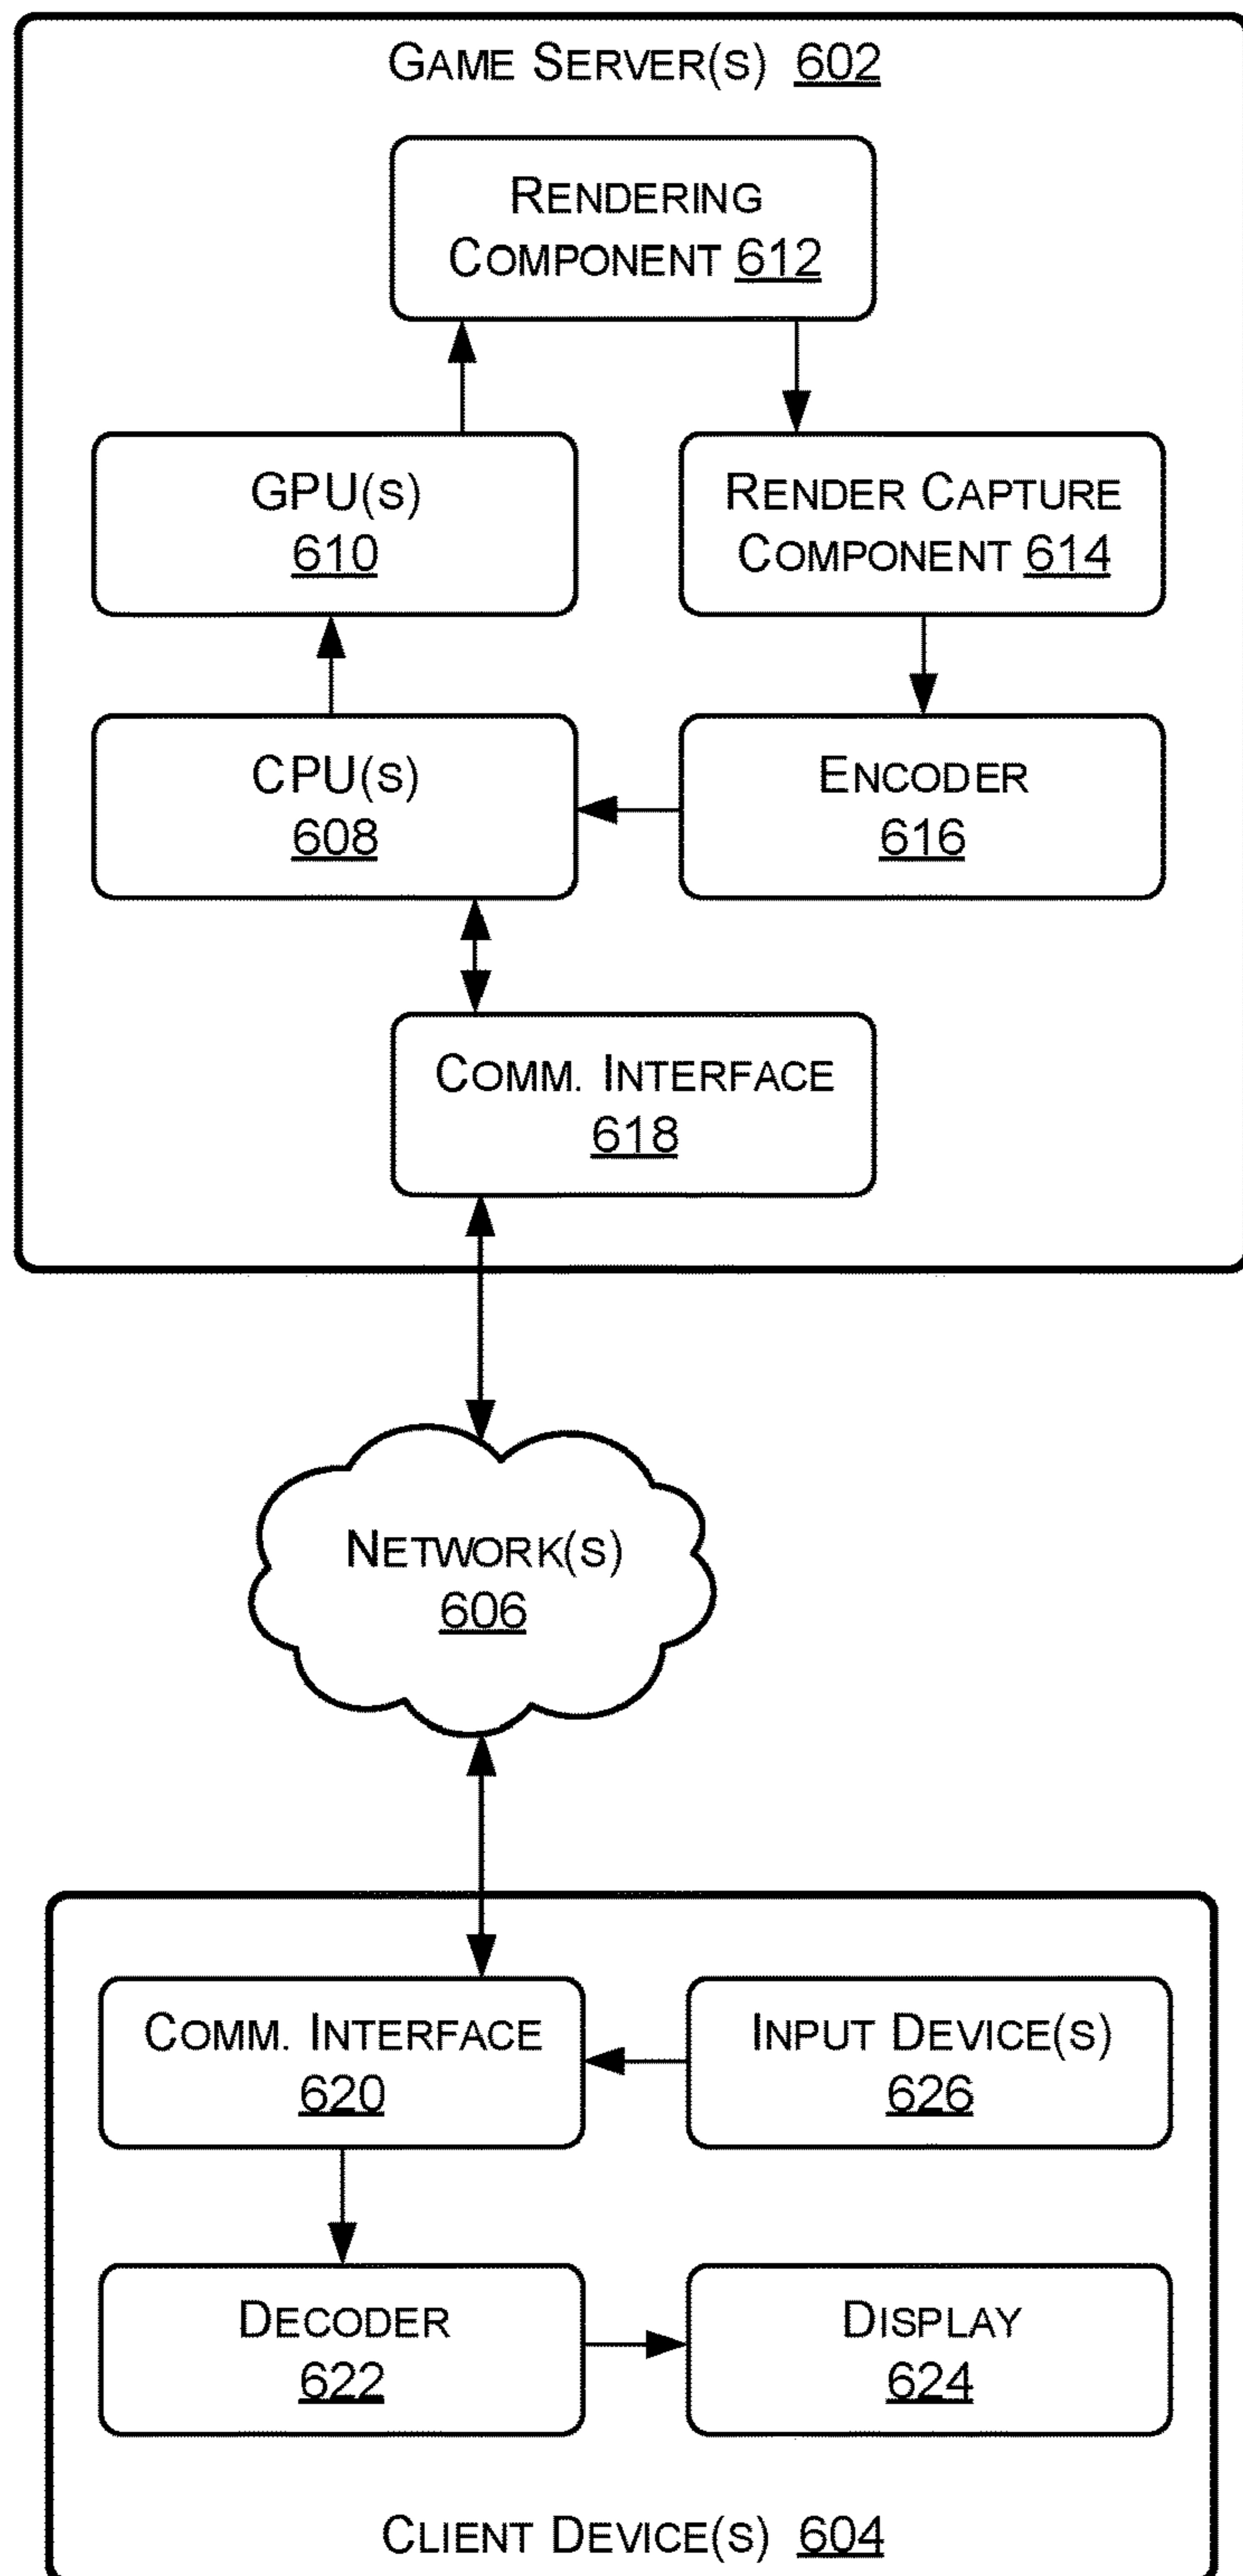 GAME SERVER(S) 602
RENDERING
COMPONENT 612
GPU(S)
610
RENDER CAPTURE
COMPONENT 614
CPU(S)
608
ENCODER
616
COMM. INTERFACE
618
NETWORK(S)
606
COMM. INTERFACE
620
INPUT DEVICE(S)
626
DECODER
622
DISPLAY
624
CLIENT DEVICE(S) 604